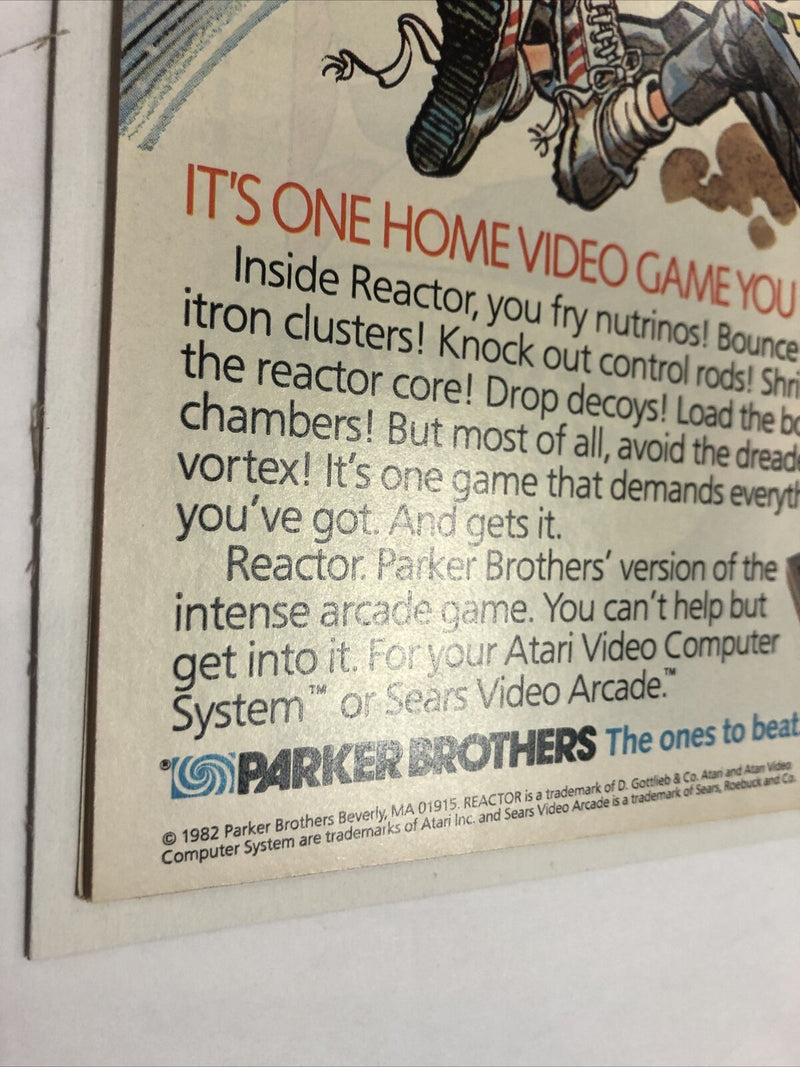 IT'S ONE HOME VIDEO GAME YOU
Inside Reactor, you fry nutrinos! Bounce
itron clusters! Knock out control rods! Shri
the reactor core! Drop decoys! Load the bo
chambers! But most of all, avoid the dreade
vortex! It's one game that demands everyth
you've got. And gets it.
Reactor. Parker Brothers' version of the
intense arcade game. You can't help but
get into it. For your Atari Video Computer
System™ or Sears Video Arcade.™
® PARKER BROTHERS The ones to beat.
© 1982 Parker Brothers Beverly, MA 01915. REACTOR is a trademark of D. Gottlieb & Co. Atari and Atari Video
Computer System are trademarks of Atari Inc. and Sears Video Arcade is a trademark of Sears, Roebuck and Co.